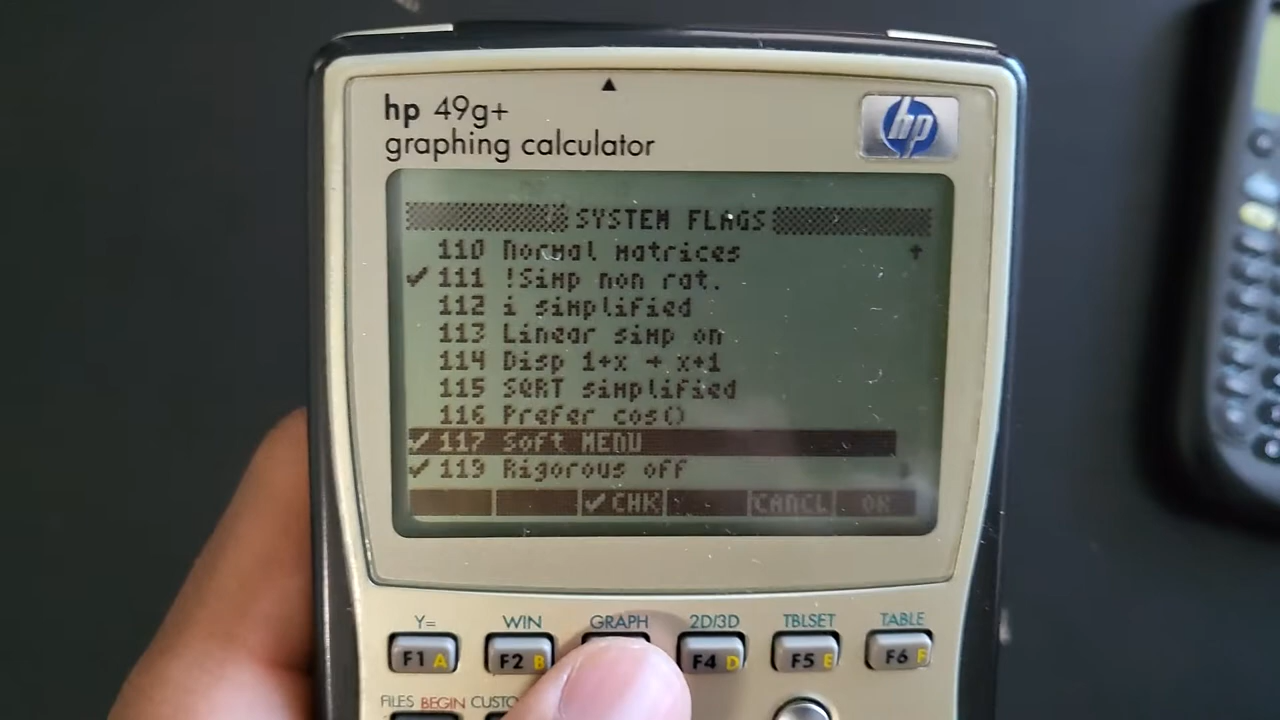 hp 49g+
graphing calculator
hp
SYSTEM FLAGS
110 Normal matrices
✓ 111 !Simp non rat.
112 i simplified
113 Linear simp on
114 Disp 1+x → x+1
115 SQRT simplified
116 Prefer cos()
✓ 117 Soft MENU
✓ 119 Rigorous off
✓CHK CANCL OK
Y= WIN GRAPH 2D/3D TBLSET TABLE
F1 A F2 B F4 D F5 E F6 F
FILES BEGIN